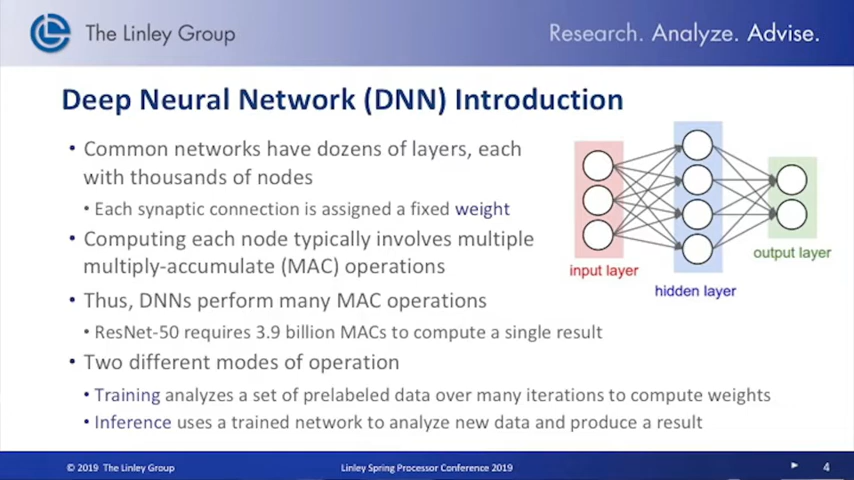 The Linley Group
Research. Analyze. Advise.
Deep Neural Network (DNN) Introduction
• Common networks have dozens of layers, each
with thousands of nodes
• Each synaptic connection is assigned a fixed weight
• Computing each node typically involves multiple
multiply-accumulate (MAC) operations
• Thus, DNNs perform many MAC operations
• ResNet-50 requires 3.9 billion MACs to compute a single result
• Two different modes of operation
• Training analyzes a set of prelabeled data over many iterations to compute weights
• Inference uses a trained network to analyze new data and produce a result
input layer
hidden layer
output layer
© 2019 The Linley Group
Linley Spring Processor Conference 2019
4